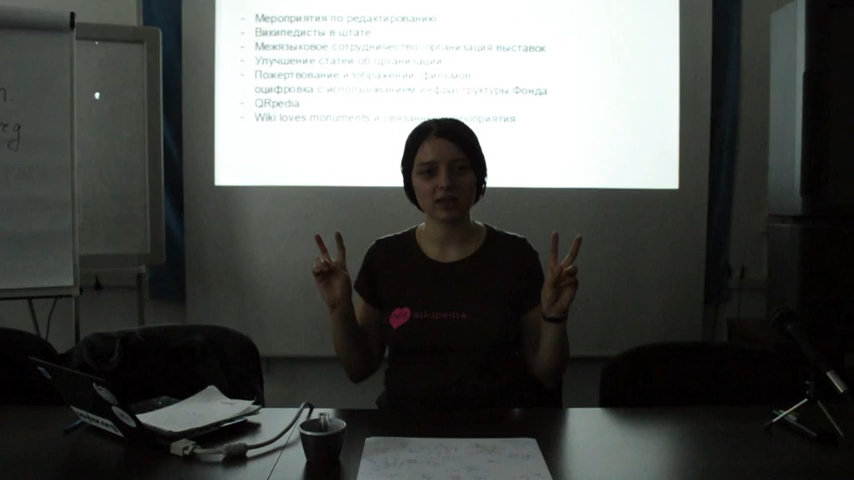 - Мероприятия по редактированию
- Википедисты в штате
- Межязыковое сотрудничество, организация выставок
- Улучшение статей об организации
- Пожертвование изображений, фильмов,
оцифровка с использованием инфраструктуры Фонда
- QRpedia
- Wiki loves monuments и связанные мероприятия
wikipedia